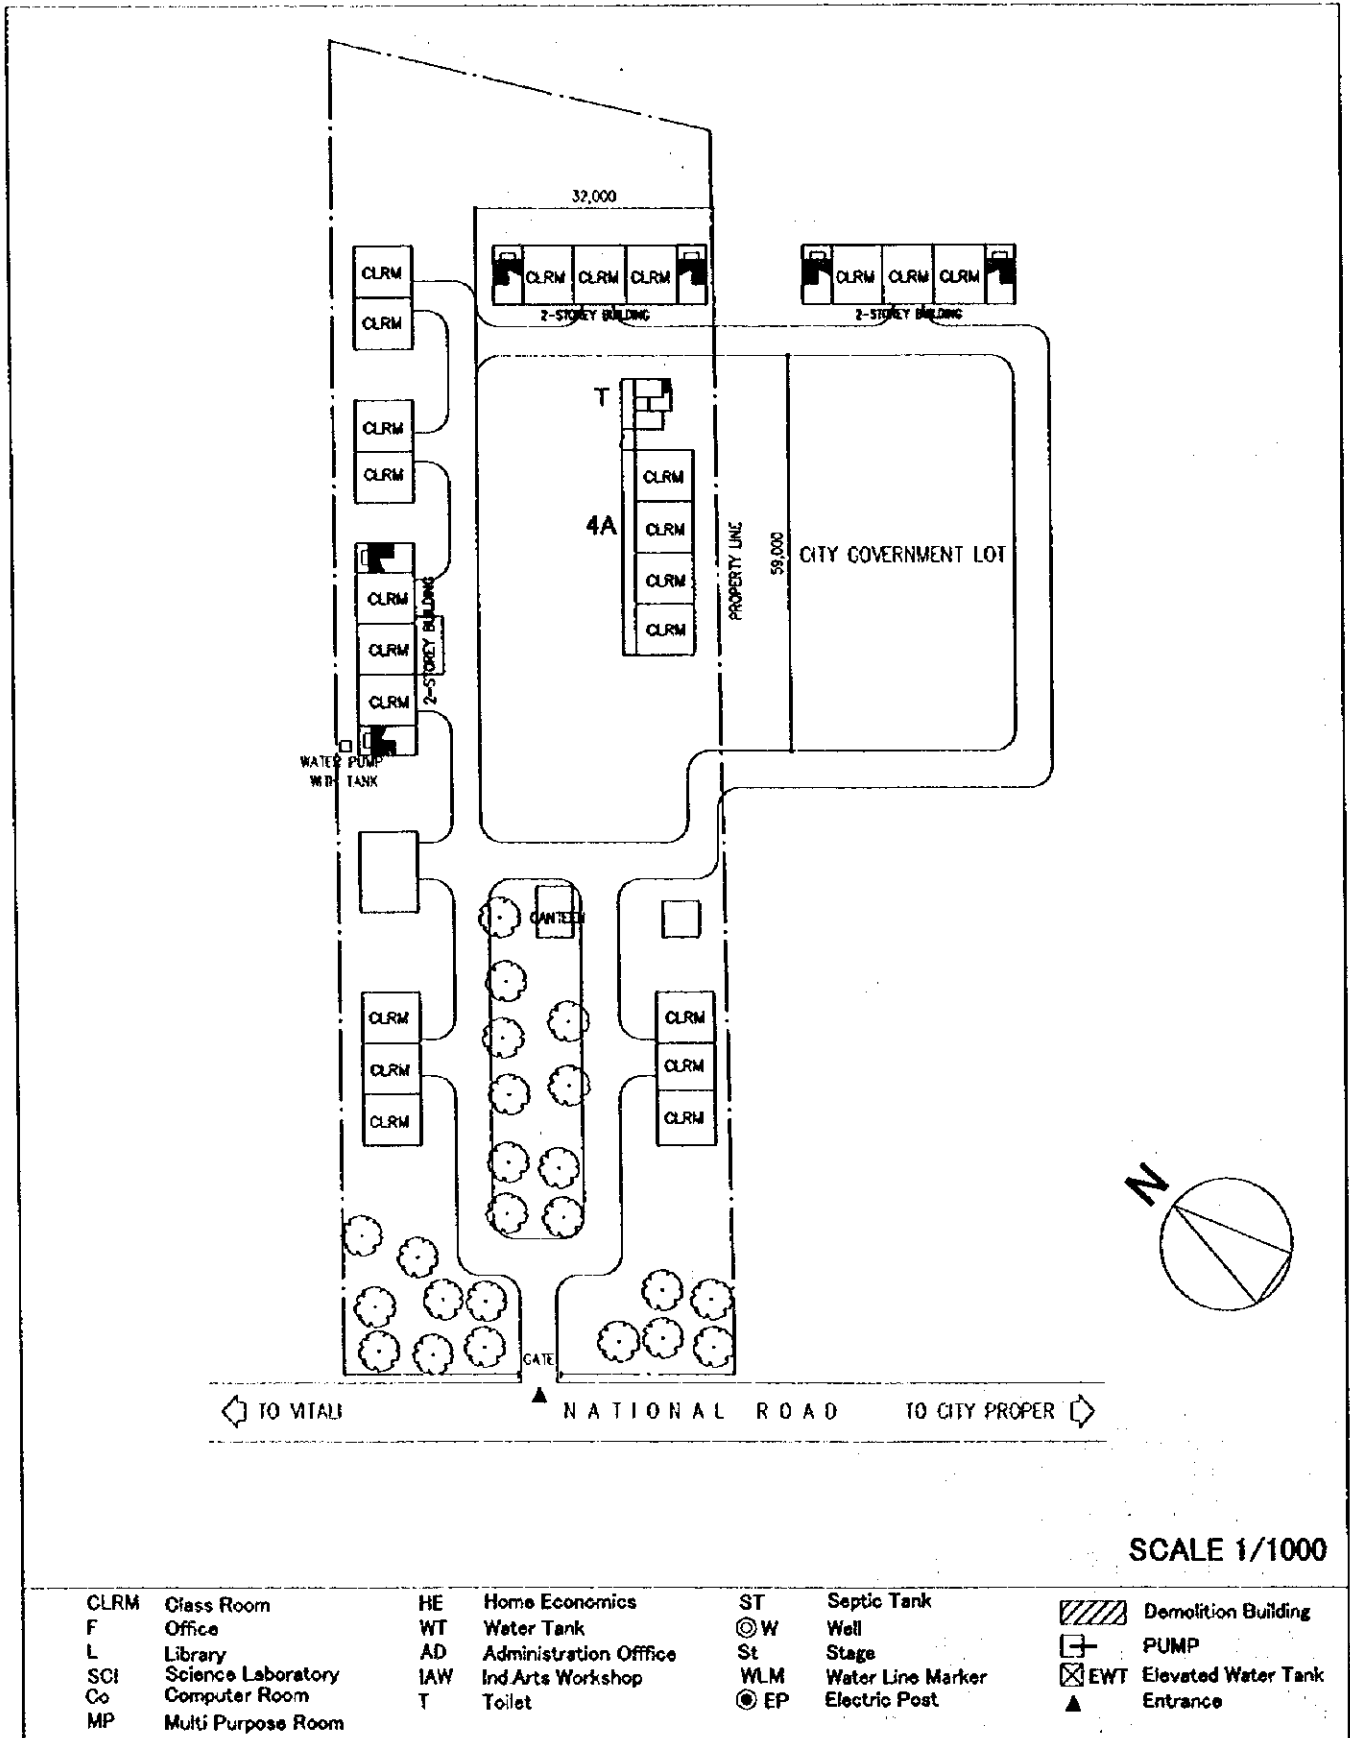 32,000
CLRM
CLRM
CLRM CLRM CLRM
2-STOREY BUILDING
CLRM CLRM CLRM
2-STOREY BUILDING
T
CLRM
CLRM
CLRM
4A
CLRM
CLRM
CLRM
PROPERTY LINE
59,000
CITY GOVERNMENT LOT
CLRM
CLRM
CLRM
2-STOREY BUILDING
WATER PUMP
WITH TANK
CANTEEN
CLRM
CLRM
CLRM
CLRM
CLRM
CLRM
N
GATE
TO VITALI
NATIONAL ROAD
TO CITY PROPER
SCALE 1/1000
CLRM Class Room
F Office
L Library
SCI Science Laboratory
Co Computer Room
MP Multi Purpose Room
HE Home Economics
WT Water Tank
AD Administration Offfice
IAW Ind.Arts Workshop
T Toilet
ST Septic Tank
W Well
St Stage
WLM Water Line Marker
EP Electric Post
Demolition Building
PUMP
EWT Elevated Water Tank
Entrance